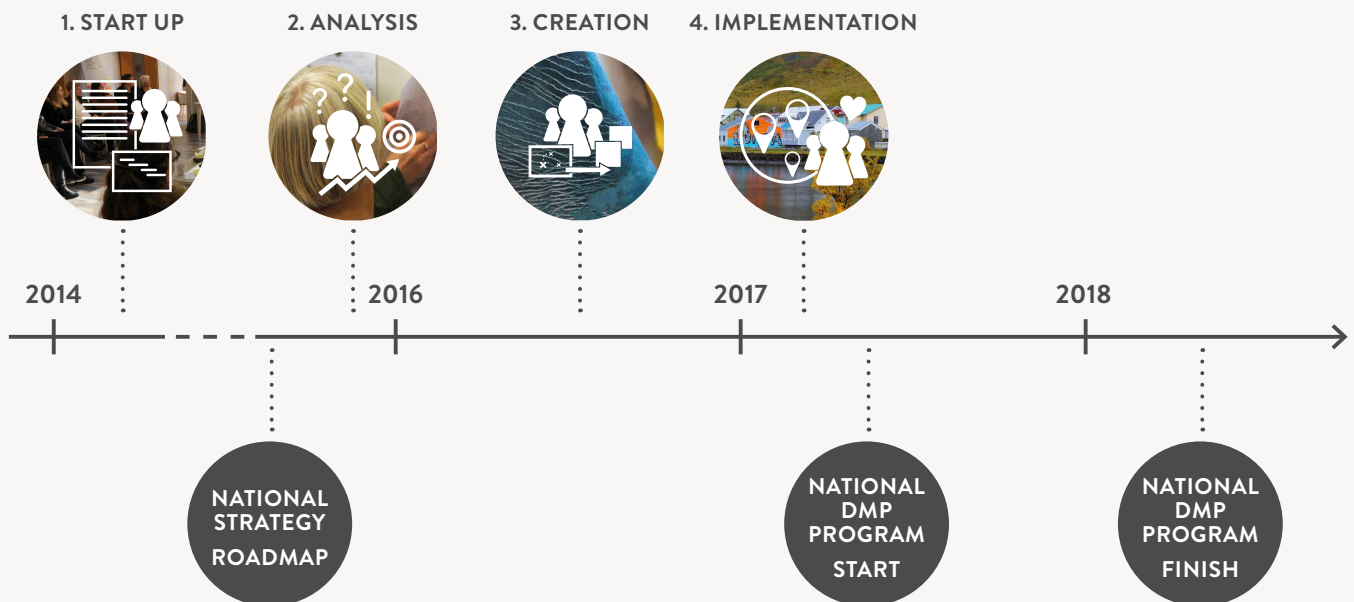 1. START UP
2. ANALYSIS
3. CREATION
4. IMPLEMENTATION
? ? !
2014
2016
2017
2018
NATIONAL
STRATEGY
ROADMAP
NATIONAL
DMP
PROGRAM
START
NATIONAL
DMP
PROGRAM
FINISH